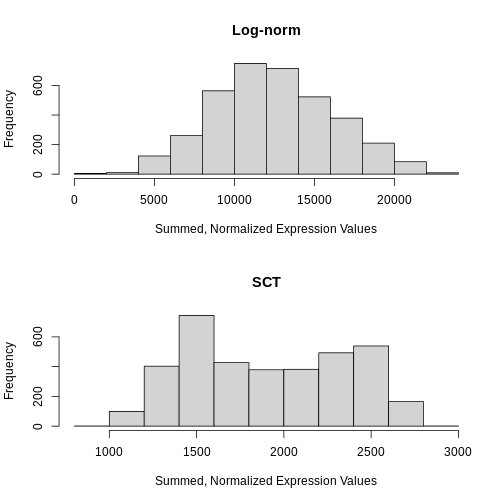 Log-norm
Frequency
0
200
600
0
5000
10000
15000
20000
Summed, Normalized Expression Values
SCT
Frequency
0
200
600
1000
1500
2000
2500
3000
Summed, Normalized Expression Values